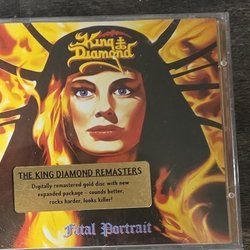 King
Diamond
THE KING DIAMOND REMASTERS
Digitally remastered gold disc with new
expanded package - sounds better,
rocks harder, looks killer!
Fatal Portrait